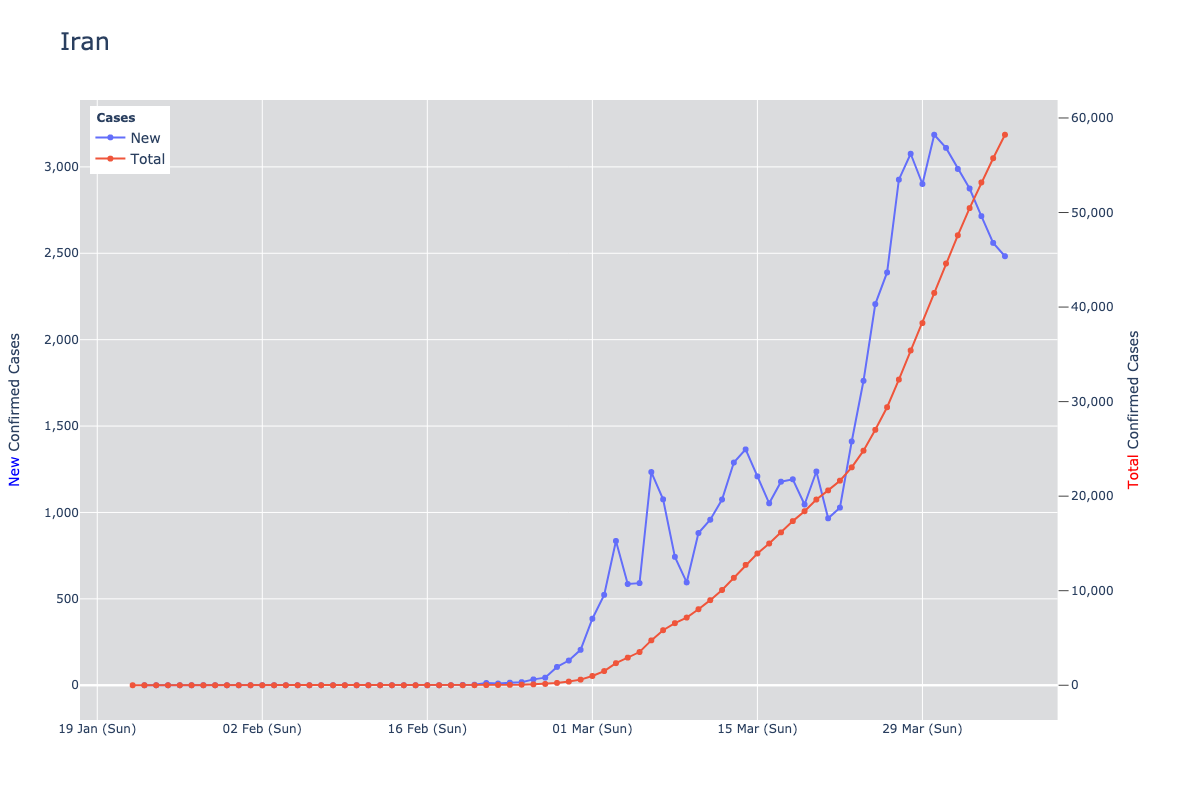 Iran
Cases
New
Total
3,000
2,500
2,000
1,500
1,000
500
0
60,000
50,000
40,000
30,000
20,000
10,000
0
New Confirmed Cases
Total Confirmed Cases
19 Jan (Sun)
02 Feb (Sun)
16 Feb (Sun)
01 Mar (Sun)
15 Mar (Sun)
29 Mar (Sun)